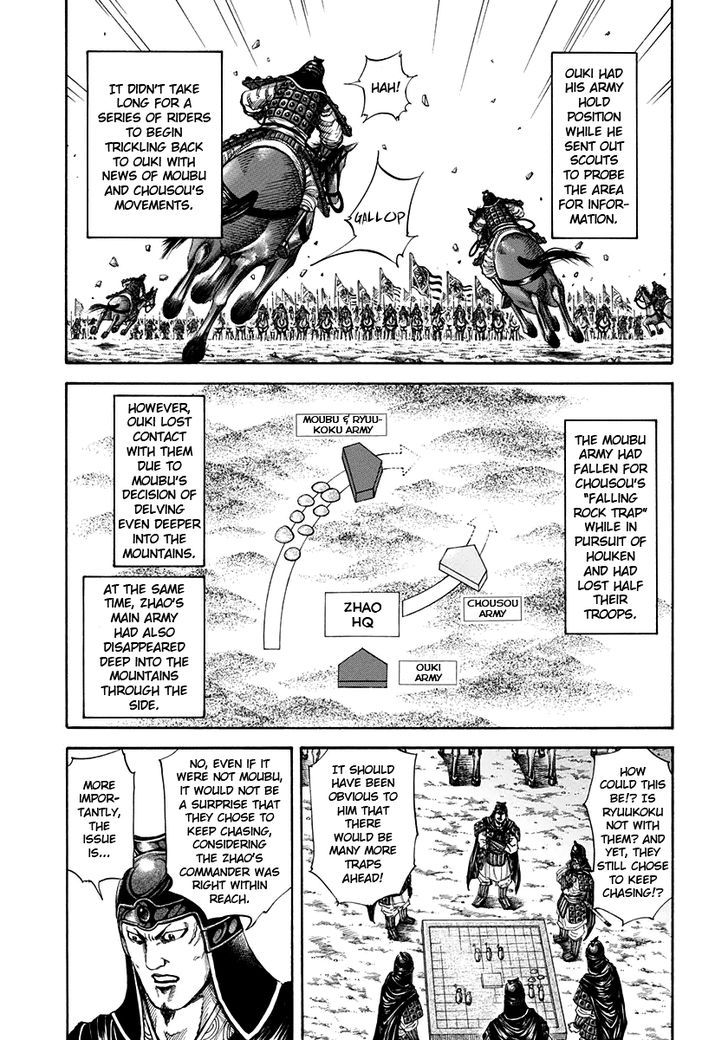 OUKI HAD
HIS ARMY
HOLD
POSITION
WHILE HE
SENT OUT
SCOUTS
TO PROBE
THE AREA
FOR INFOR-
MATION.
HAH!
GALLOP
IT DIDN'T TAKE
LONG FOR A
SERIES OF RIDERS
TO BEGIN
TRICKLING BACK
TO OUKI WITH
NEWS OF MOUBU
AND CHOUSOU'S
MOVEMENTS.
THE MOUBU
ARMY HAD
FALLEN FOR
CHOUSOU'S
"FALLING
ROCK TRAP"
WHILE IN
PURSUIT OF
HOUKEN
AND HAD
LOST HALF
THEIR
TROOPS.
MOUBU & RYUU-
KOKU ARMY
CHOUSOU
ARMY
ZHAO
HQ
OUKI
ARMY
HOWEVER,
OUKI LOST
CONTACT
WITH THEM
DUE TO
MOUBU'S
DECISION OF
DELVING
EVEN DEEPER
INTO THE
MOUNTAINS.
AT THE SAME
TIME, ZHAO'S
MAIN ARMY
HAD ALSO
DISAPPEARED
DEEP INTO THE
MOUNTAINS
THROUGH THE
SIDE.
HOW
COULD THIS
BE!? IS
RYUUKOKU
NOT WITH
THEM? AND
YET, THEY
STILL CHOSE
TO KEEP
CHASING!?
IT SHOULD
HAVE BEEN
OBVIOUS TO
HIM THAT
THERE
WOULD BE
MANY MORE
TRAPS
AHEAD!
NO, EVEN IF IT
WERE NOT MOUBU,
IT WOULD NOT BE
A SURPRISE THAT
THEY CHOSE TO
KEEP CHASING,
CONSIDERING
THE ZHAO'S
COMMANDER WAS
RIGHT WITHIN
REACH.
MORE
IMPOR-
TANTLY,
THE
ISSUE
IS...